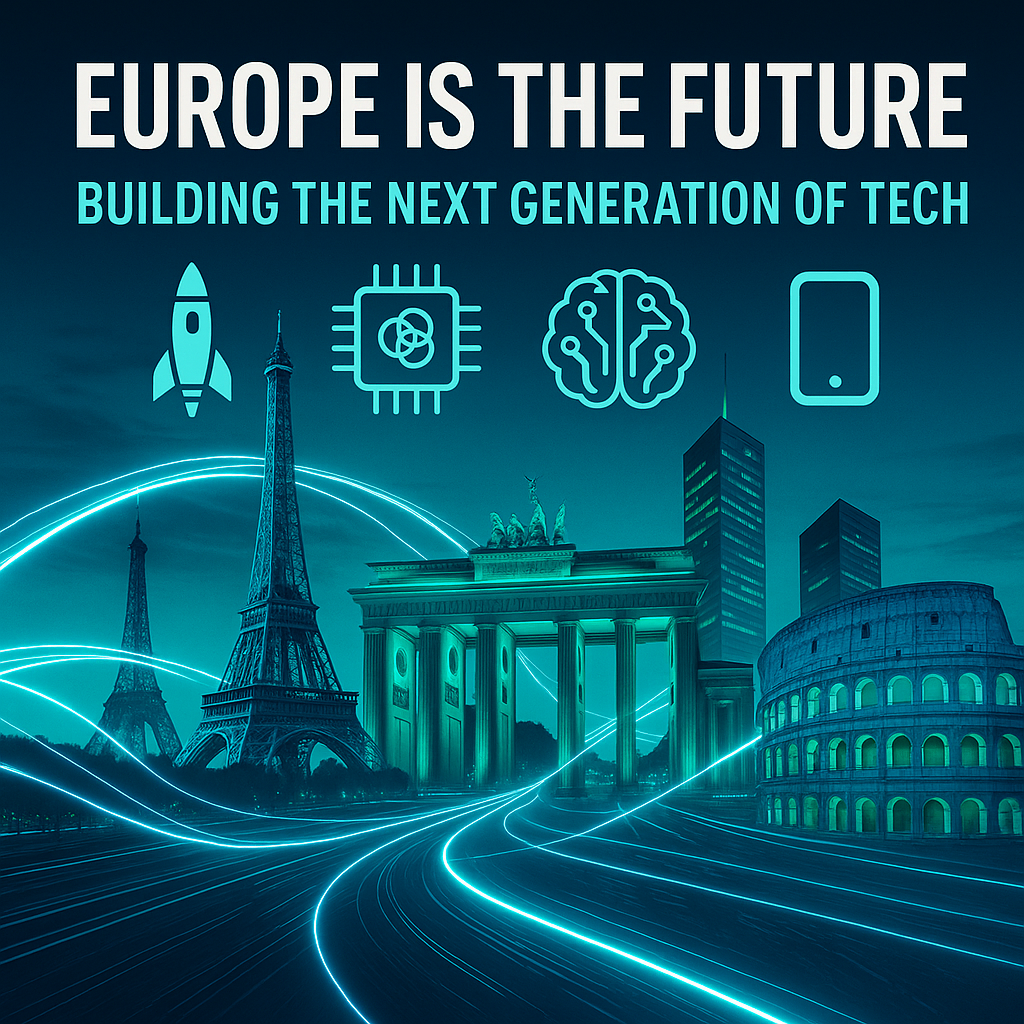 EUROPE IS THE FUTURE
BUILDING THE NEXT GENERATION OF TECH